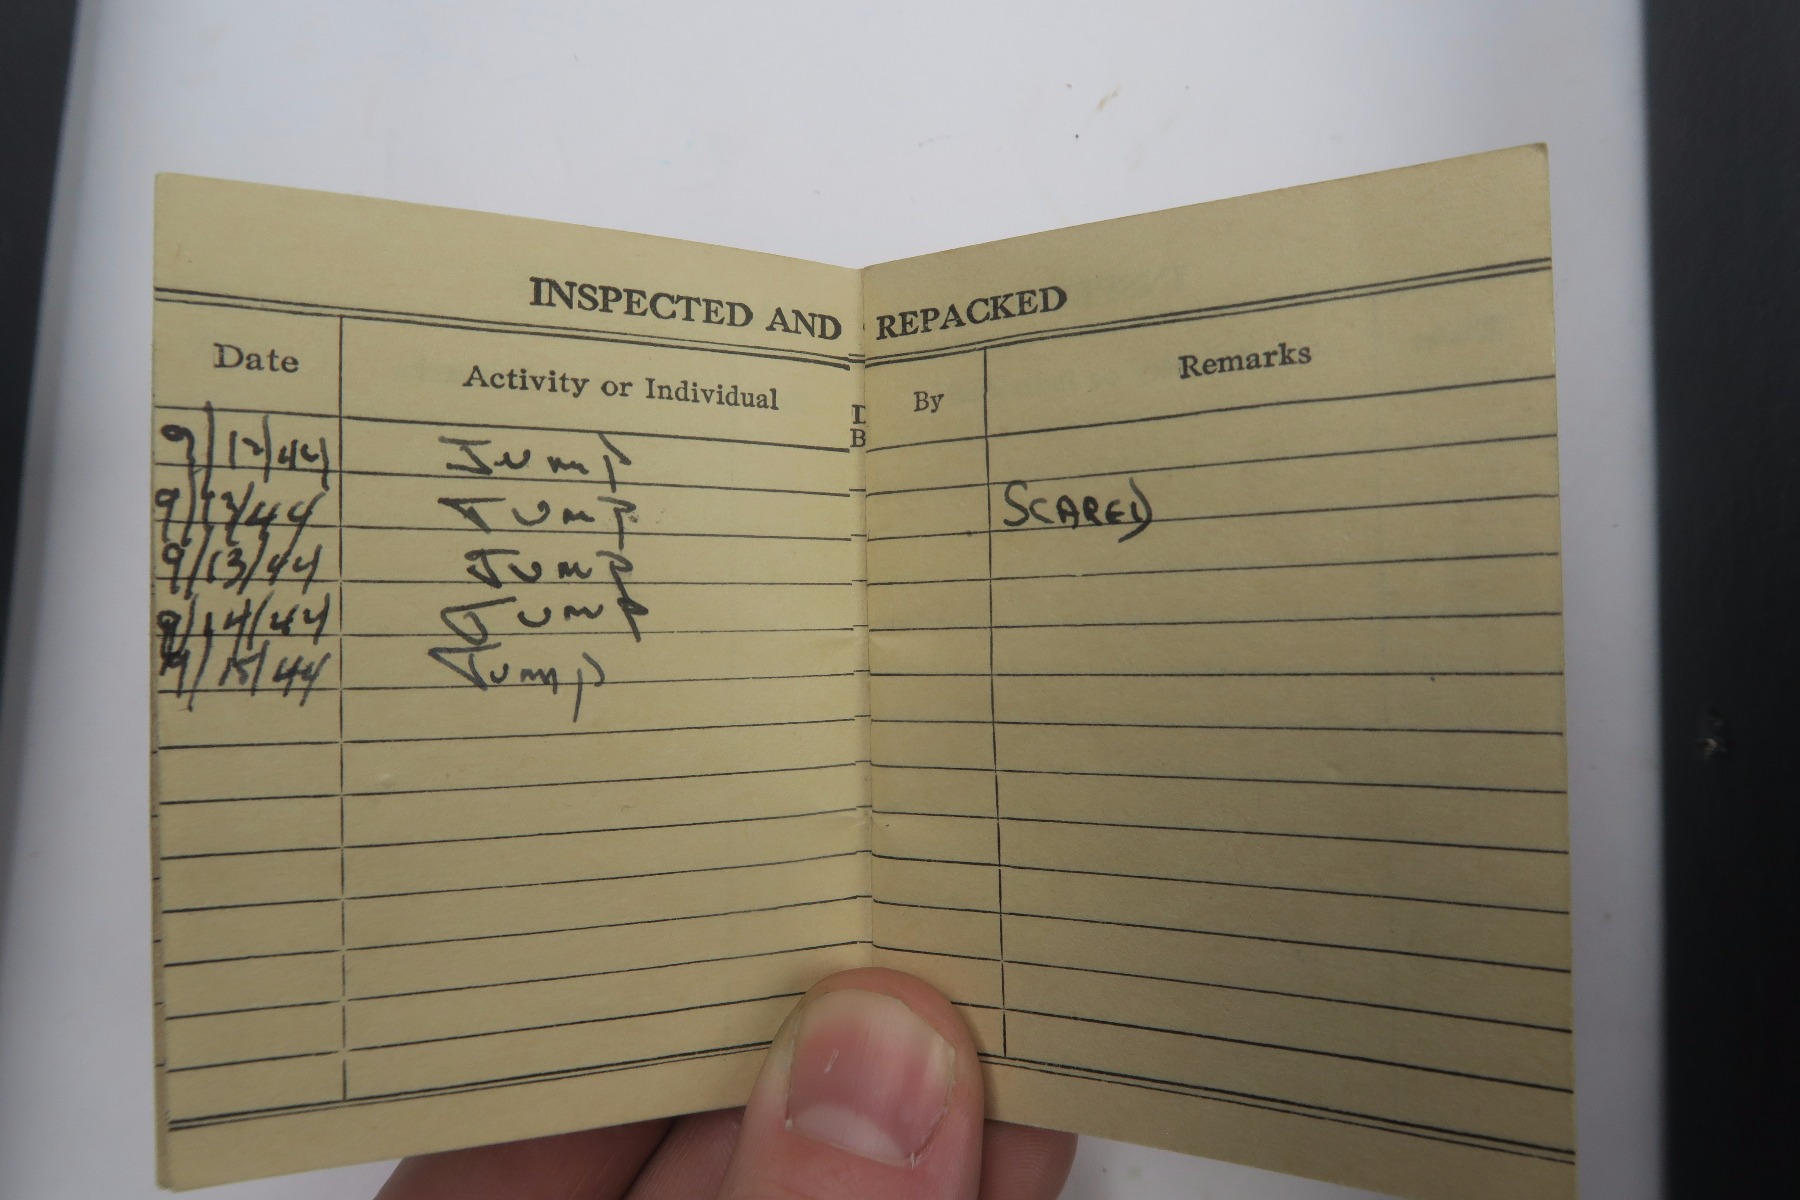 INSPECTED AND REPACKED
Date Activity or Individual By Remarks
D
B
9/12/44 Jump
9/13/44 Jump SCARED
9/13/44 Jump
9/14/44 Jump
9/15/44 Jump